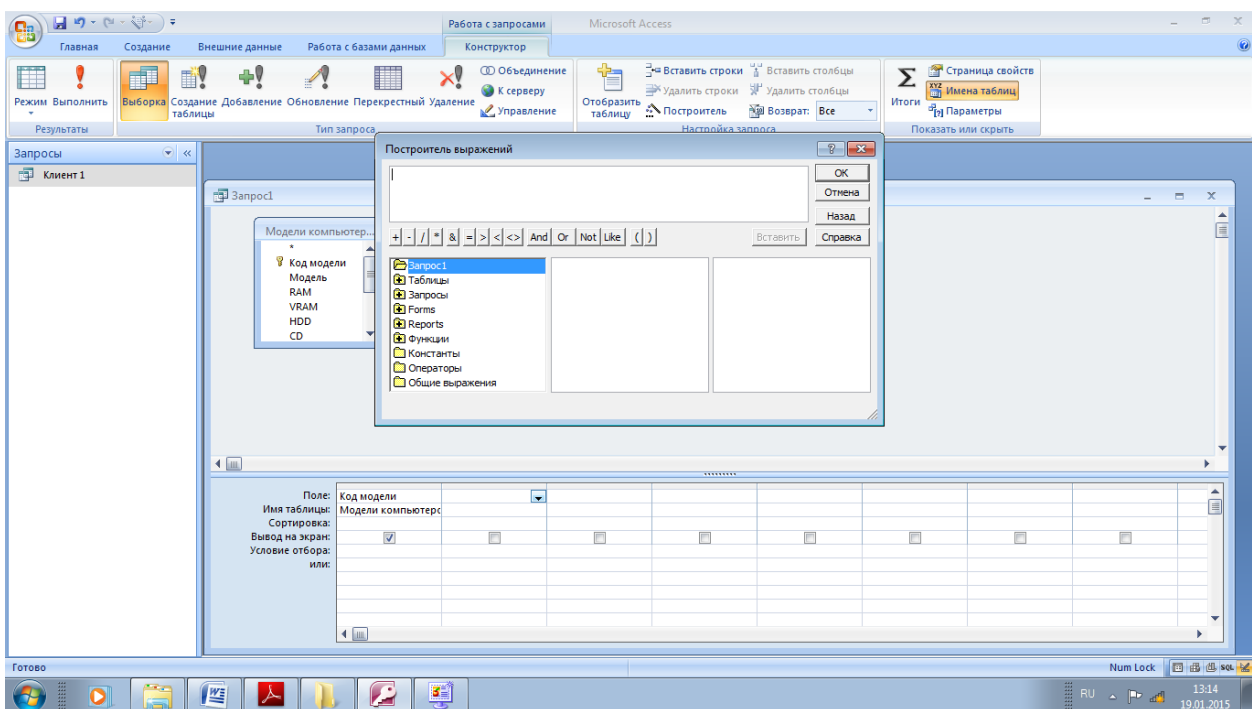 Работа с запросами
Microsoft Access
Главная
Создание
Внешние данные
Работа с базами данных
Конструктор
Режим
Выполнить
Результаты
Выборка
Создание таблицы
Добавление
Обновление
Перекрестный
Удаление
Объединение
К серверу
Управление
Тип запроса
Отобразить таблицу
Вставить строки
Удалить строки
Построитель
Вставить столбцы
Удалить столбцы
Возврат: Все
Настройка запроса
Итоги
Страница свойств
Имена таблиц
Параметры
Показать или скрыть
Запросы
Клиент 1
Запрос1
Модели компьютер...
*
Код модели
Модель
RAM
VRAM
HDD
CD
Построитель выражений
OK
Отмена
Назад
+ - / * & = > < <> And Or Not Like ( )
Вставить
Справка
Запрос1
Таблицы
Запросы
Forms
Reports
Функции
Константы
Операторы
Общие выражения
Поле: Код модели
Имя таблицы: Модели компьютерс
Сортировка:
Вывод на экран:
Условие отбора:
или:
Готово
Num Lock
SQL
RU
13:14
19.01.2015